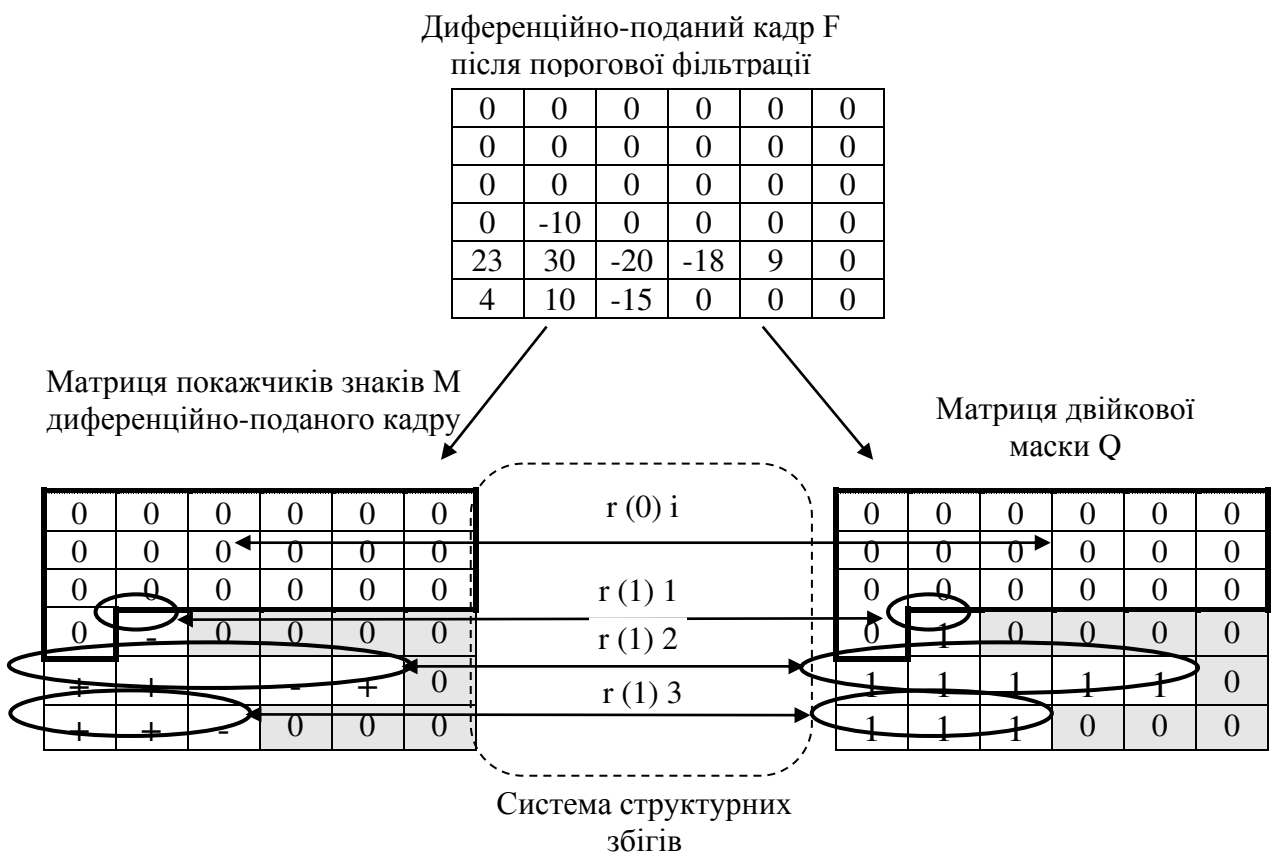 Диференційно-поданий кадр F
після порогової фільтрації
0 0 0 0 0 0
0 0 0 0 0 0
0 0 0 0 0 0
0 -10 0 0 0 0
23 30 -20 -18 9 0
4 10 -15 0 0 0
Матриця покажчиків знаків M
диференційно-поданого кадру
Матриця двійкової
маски Q
0 0 0 0 0 0
0 0 0 0 0 0
0 0 0 0 0 0
0 - 0 0 0 0
+ + - + 0
+ + - 0 0 0
r (0) i
r (1) 1
r (1) 2
r (1) 3
0 0 0 0 0 0
0 0 0 0 0 0
0 0 0 0 0 0
0 1 0 0 0 0
1 1 1 1 1 0
1 1 1 0 0 0
Система структурних
збігів